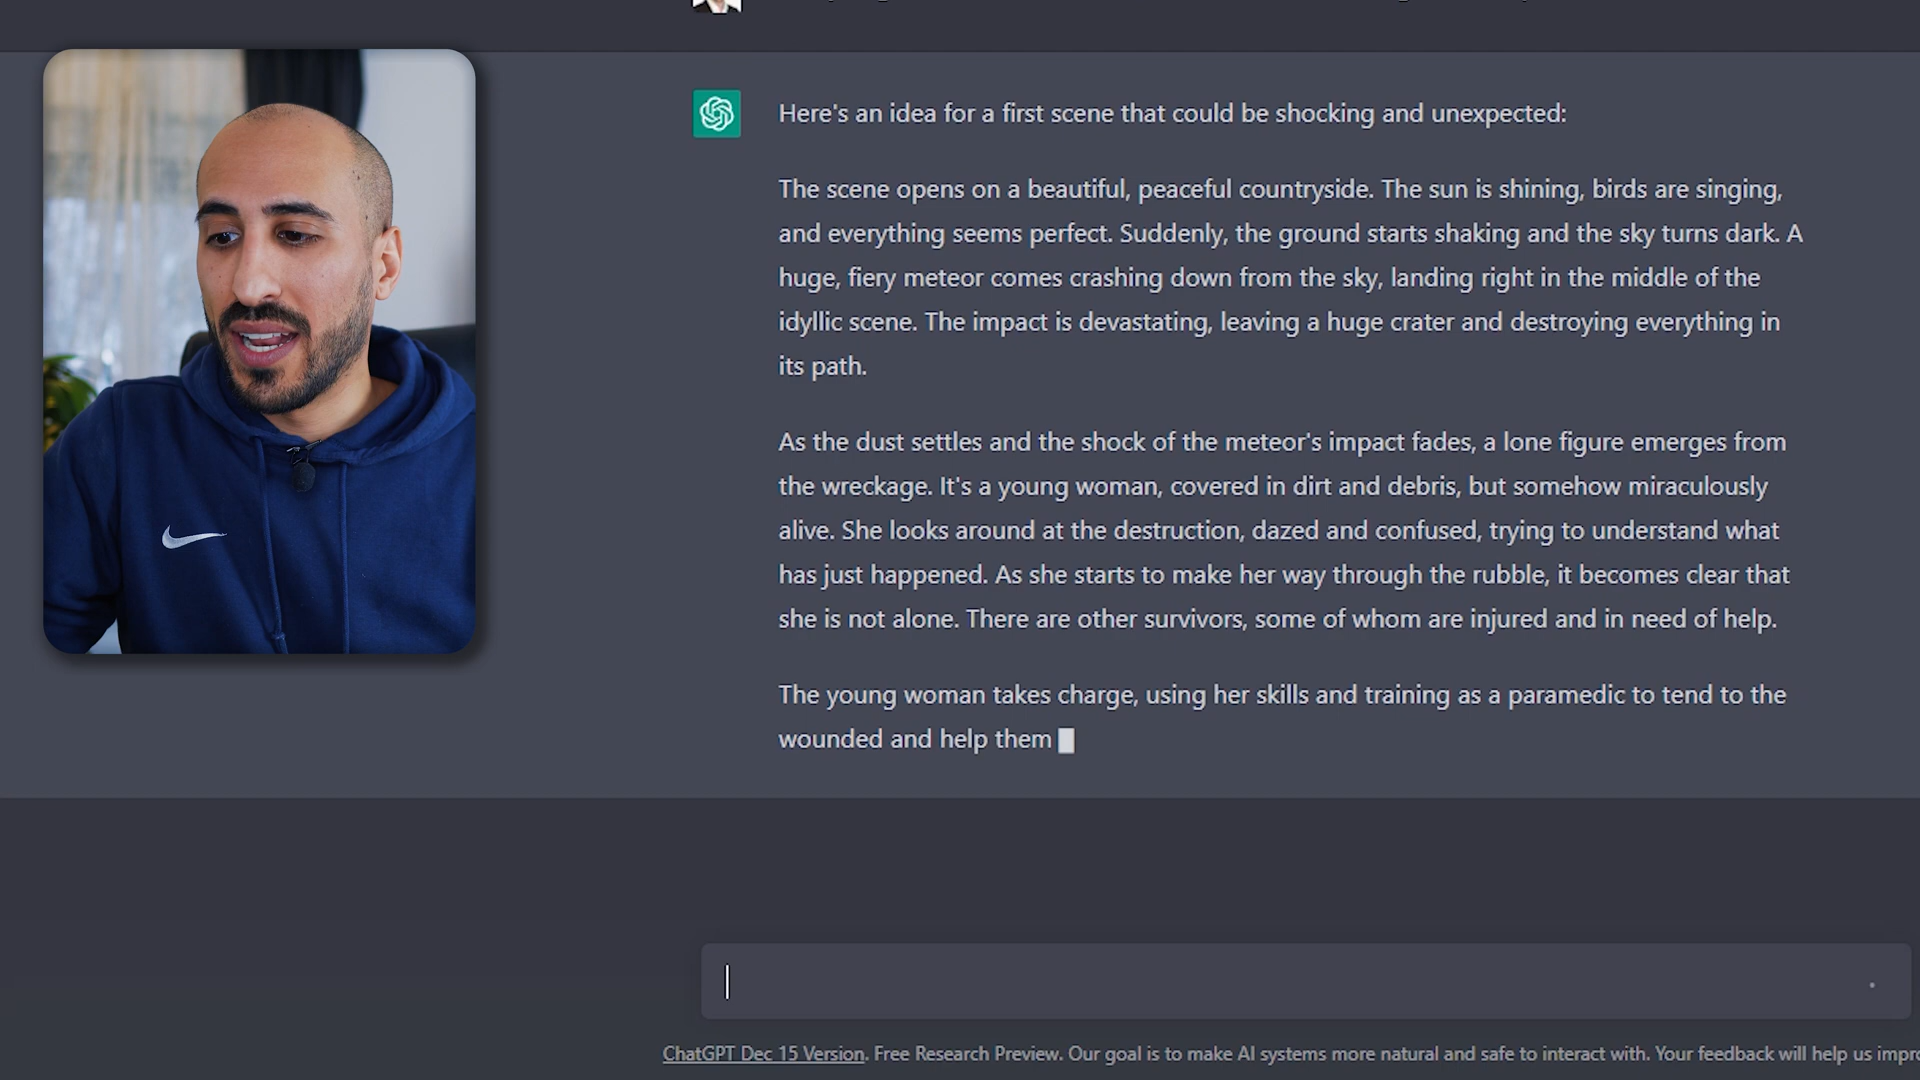 Here's an idea for a first scene that could be shocking and unexpected:
The scene opens on a beautiful, peaceful countryside. The sun is shining, birds are singing,
and everything seems perfect. Suddenly, the ground starts shaking and the sky turns dark. A
huge, fiery meteor comes crashing down from the sky, landing right in the middle of the
idyllic scene. The impact is devastating, leaving a huge crater and destroying everything in
its path.
As the dust settles and the shock of the meteor's impact fades, a lone figure emerges from
the wreckage. It's a young woman, covered in dirt and debris, but somehow miraculously
alive. She looks around at the destruction, dazed and confused, trying to understand what
has just happened. As she starts to make her way through the rubble, it becomes clear that
she is not alone. There are other survivors, some of whom are injured and in need of help.
The young woman takes charge, using her skills and training as a paramedic to tend to the
wounded and help them
ChatGPT Dec 15 Version. Free Research Preview. Our goal is to make AI systems more natural and safe to interact with. Your feedback will help us impro